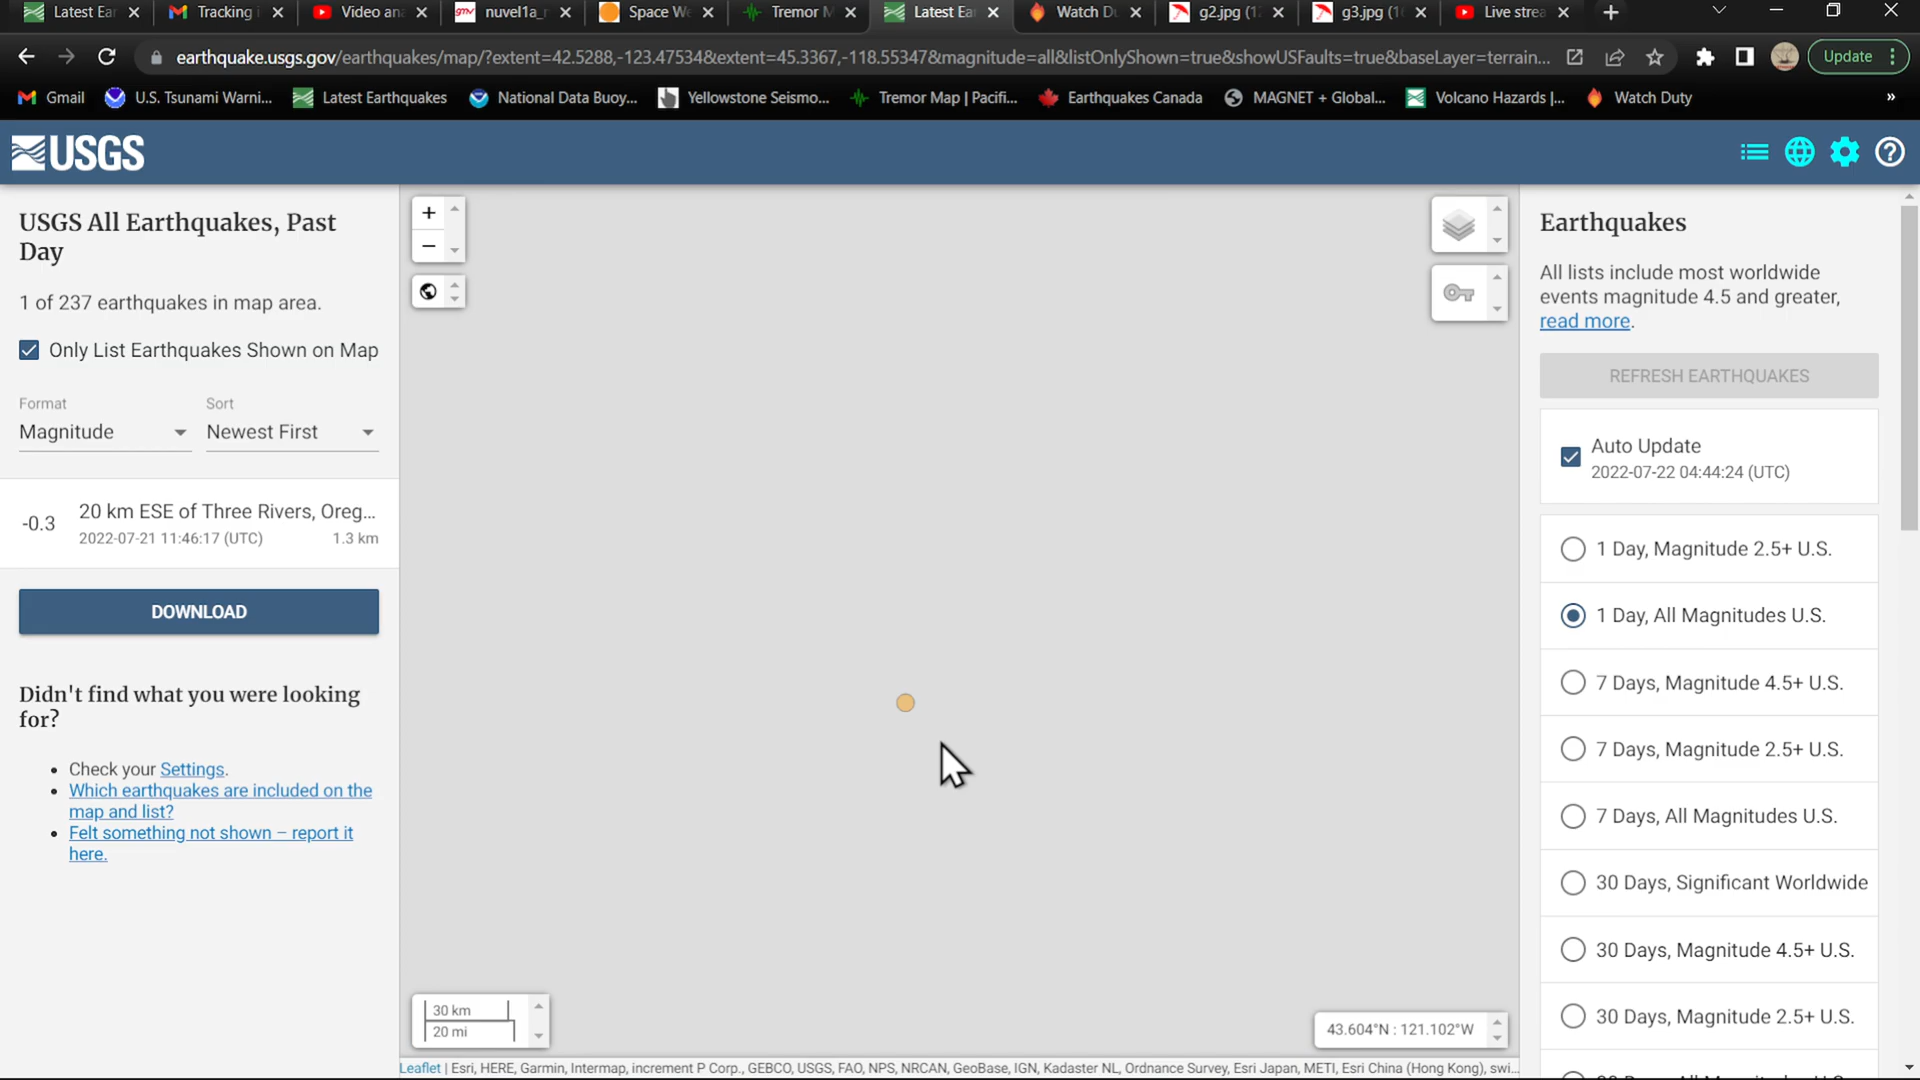 Latest Ear
Tracking
Video ana
nuvel1a_r
Space We
Tremor M
Latest Ea
Watch Du
g2.jpg (1
g3.jpg (1
Live strea
earthquake.usgs.gov/earthquakes/map/?extent=42.5288,-123.47534&extent=45.3367,-118.55347&magnitude=all&listOnlyShown=true&showUSFaults=true&baseLayer=terrain...
Update
Gmail
U.S. Tsunami Warni...
Latest Earthquakes
National Data Buoy...
Yellowstone Seismo...
Tremor Map | Pacifi...
Earthquakes Canada
MAGNET + Global...
Volcano Hazards |...
Watch Duty
»
USGS
USGS All Earthquakes, Past
Day
1 of 237 earthquakes in map area.
Only List Earthquakes Shown on Map
Format
Sort
Magnitude
Newest First
-0.3
20 km ESE of Three Rivers, Oreg...
2022-07-21 11:46:17 (UTC)
1.3 km
DOWNLOAD
Didn't find what you were looking
for?
Check your Settings.
Which earthquakes are included on the
map and list?
Felt something not shown – report it
here.
+
−
30 km
20 mi
43.604°N : 121.102°W
Leaflet | Esri, HERE, Garmin, Intermap, increment P Corp., GEBCO, USGS, FAO, NPS, NRCAN, GeoBase, IGN, Kadaster NL, Ordnance Survey, Esri Japan, METI, Esri China (Hong Kong), swi...
Earthquakes
All lists include most worldwide
events magnitude 4.5 and greater,
read more.
REFRESH EARTHQUAKES
Auto Update
2022-07-22 04:44:24 (UTC)
1 Day, Magnitude 2.5+ U.S.
1 Day, All Magnitudes U.S.
7 Days, Magnitude 4.5+ U.S.
7 Days, Magnitude 2.5+ U.S.
7 Days, All Magnitudes U.S.
30 Days, Significant Worldwide
30 Days, Magnitude 4.5+ U.S.
30 Days, Magnitude 2.5+ U.S.